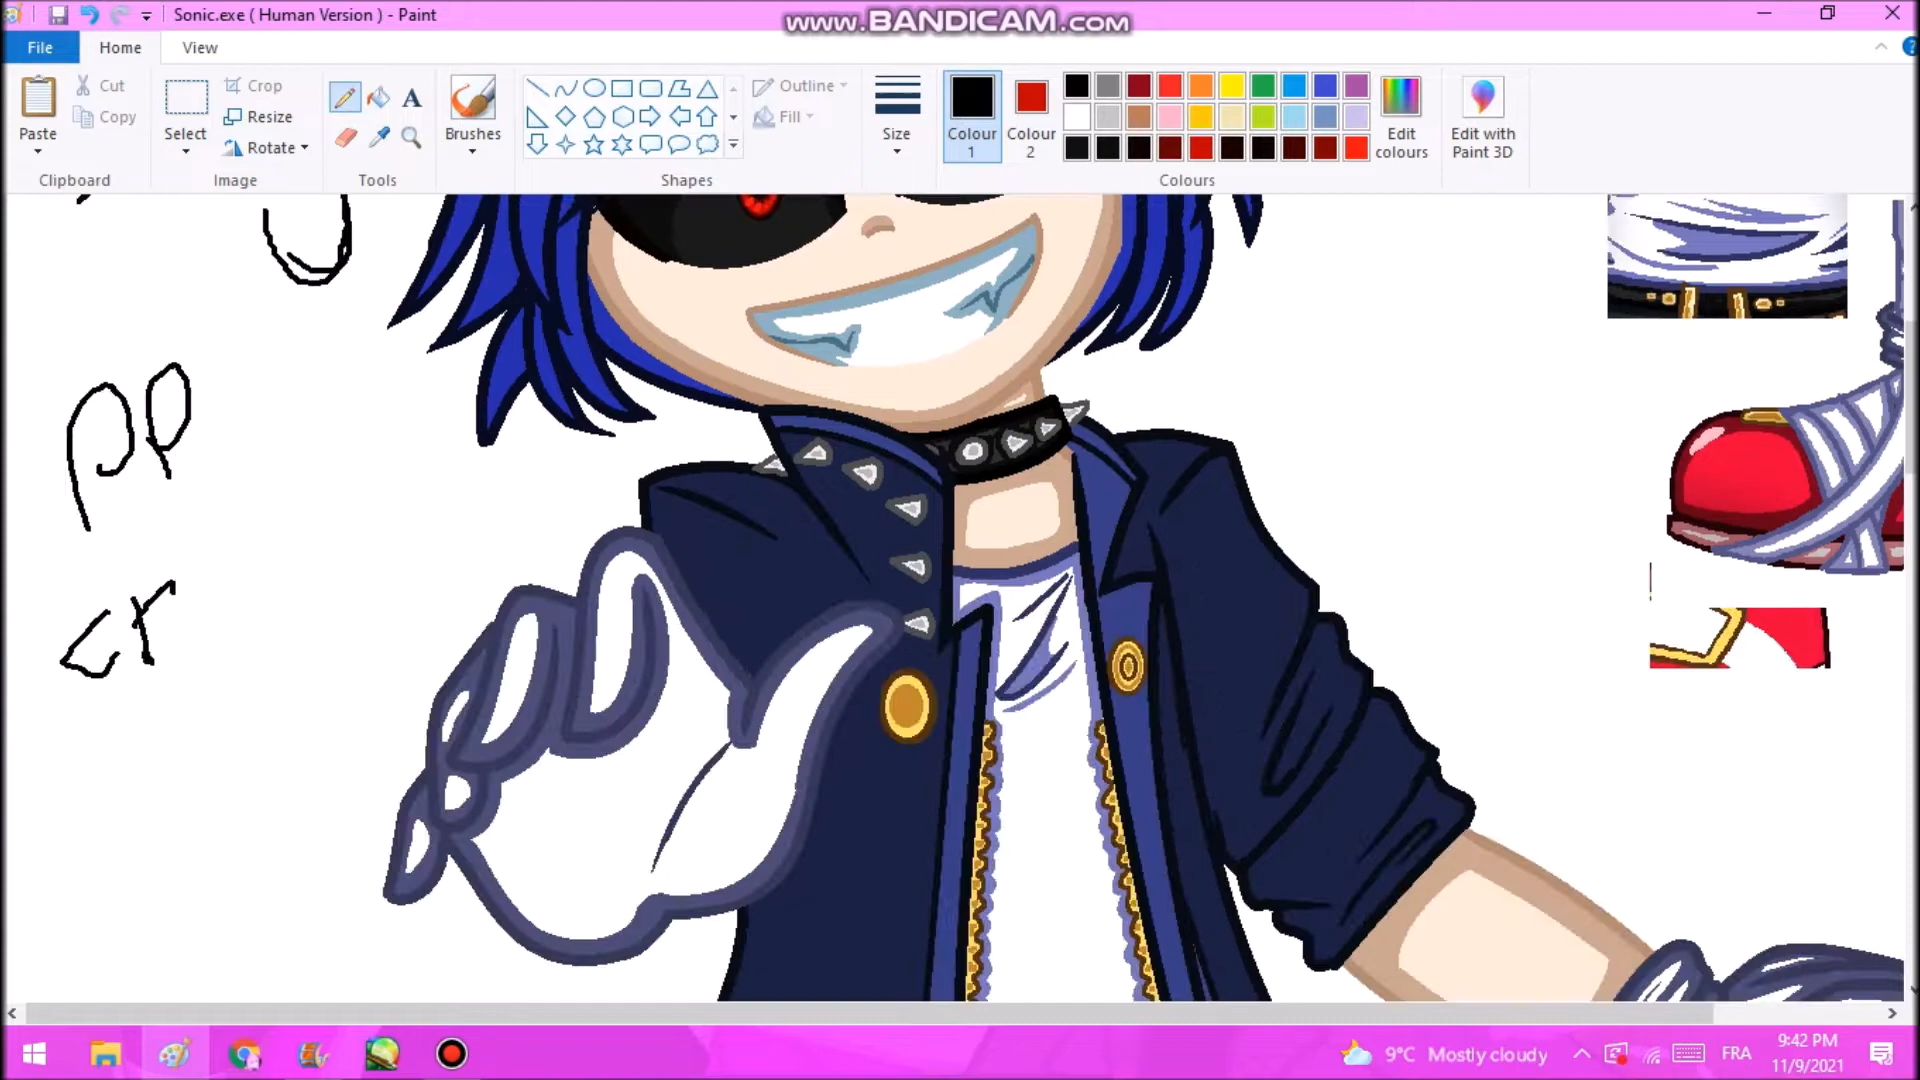 Sonic.exe ( Human Version ) - Paint
www.BANDICAM.com
File Home View
Paste
Cut
Copy
Clipboard
Select
Crop
Resize
Rotate
Image
A
Tools
Brushes
Shapes
Outline
Fill
Size
Colour 1
Colour 2
Colours
Edit colours
Edit with Paint 3D
9°C Mostly cloudy
FRA
9:42 PM
11/9/2021